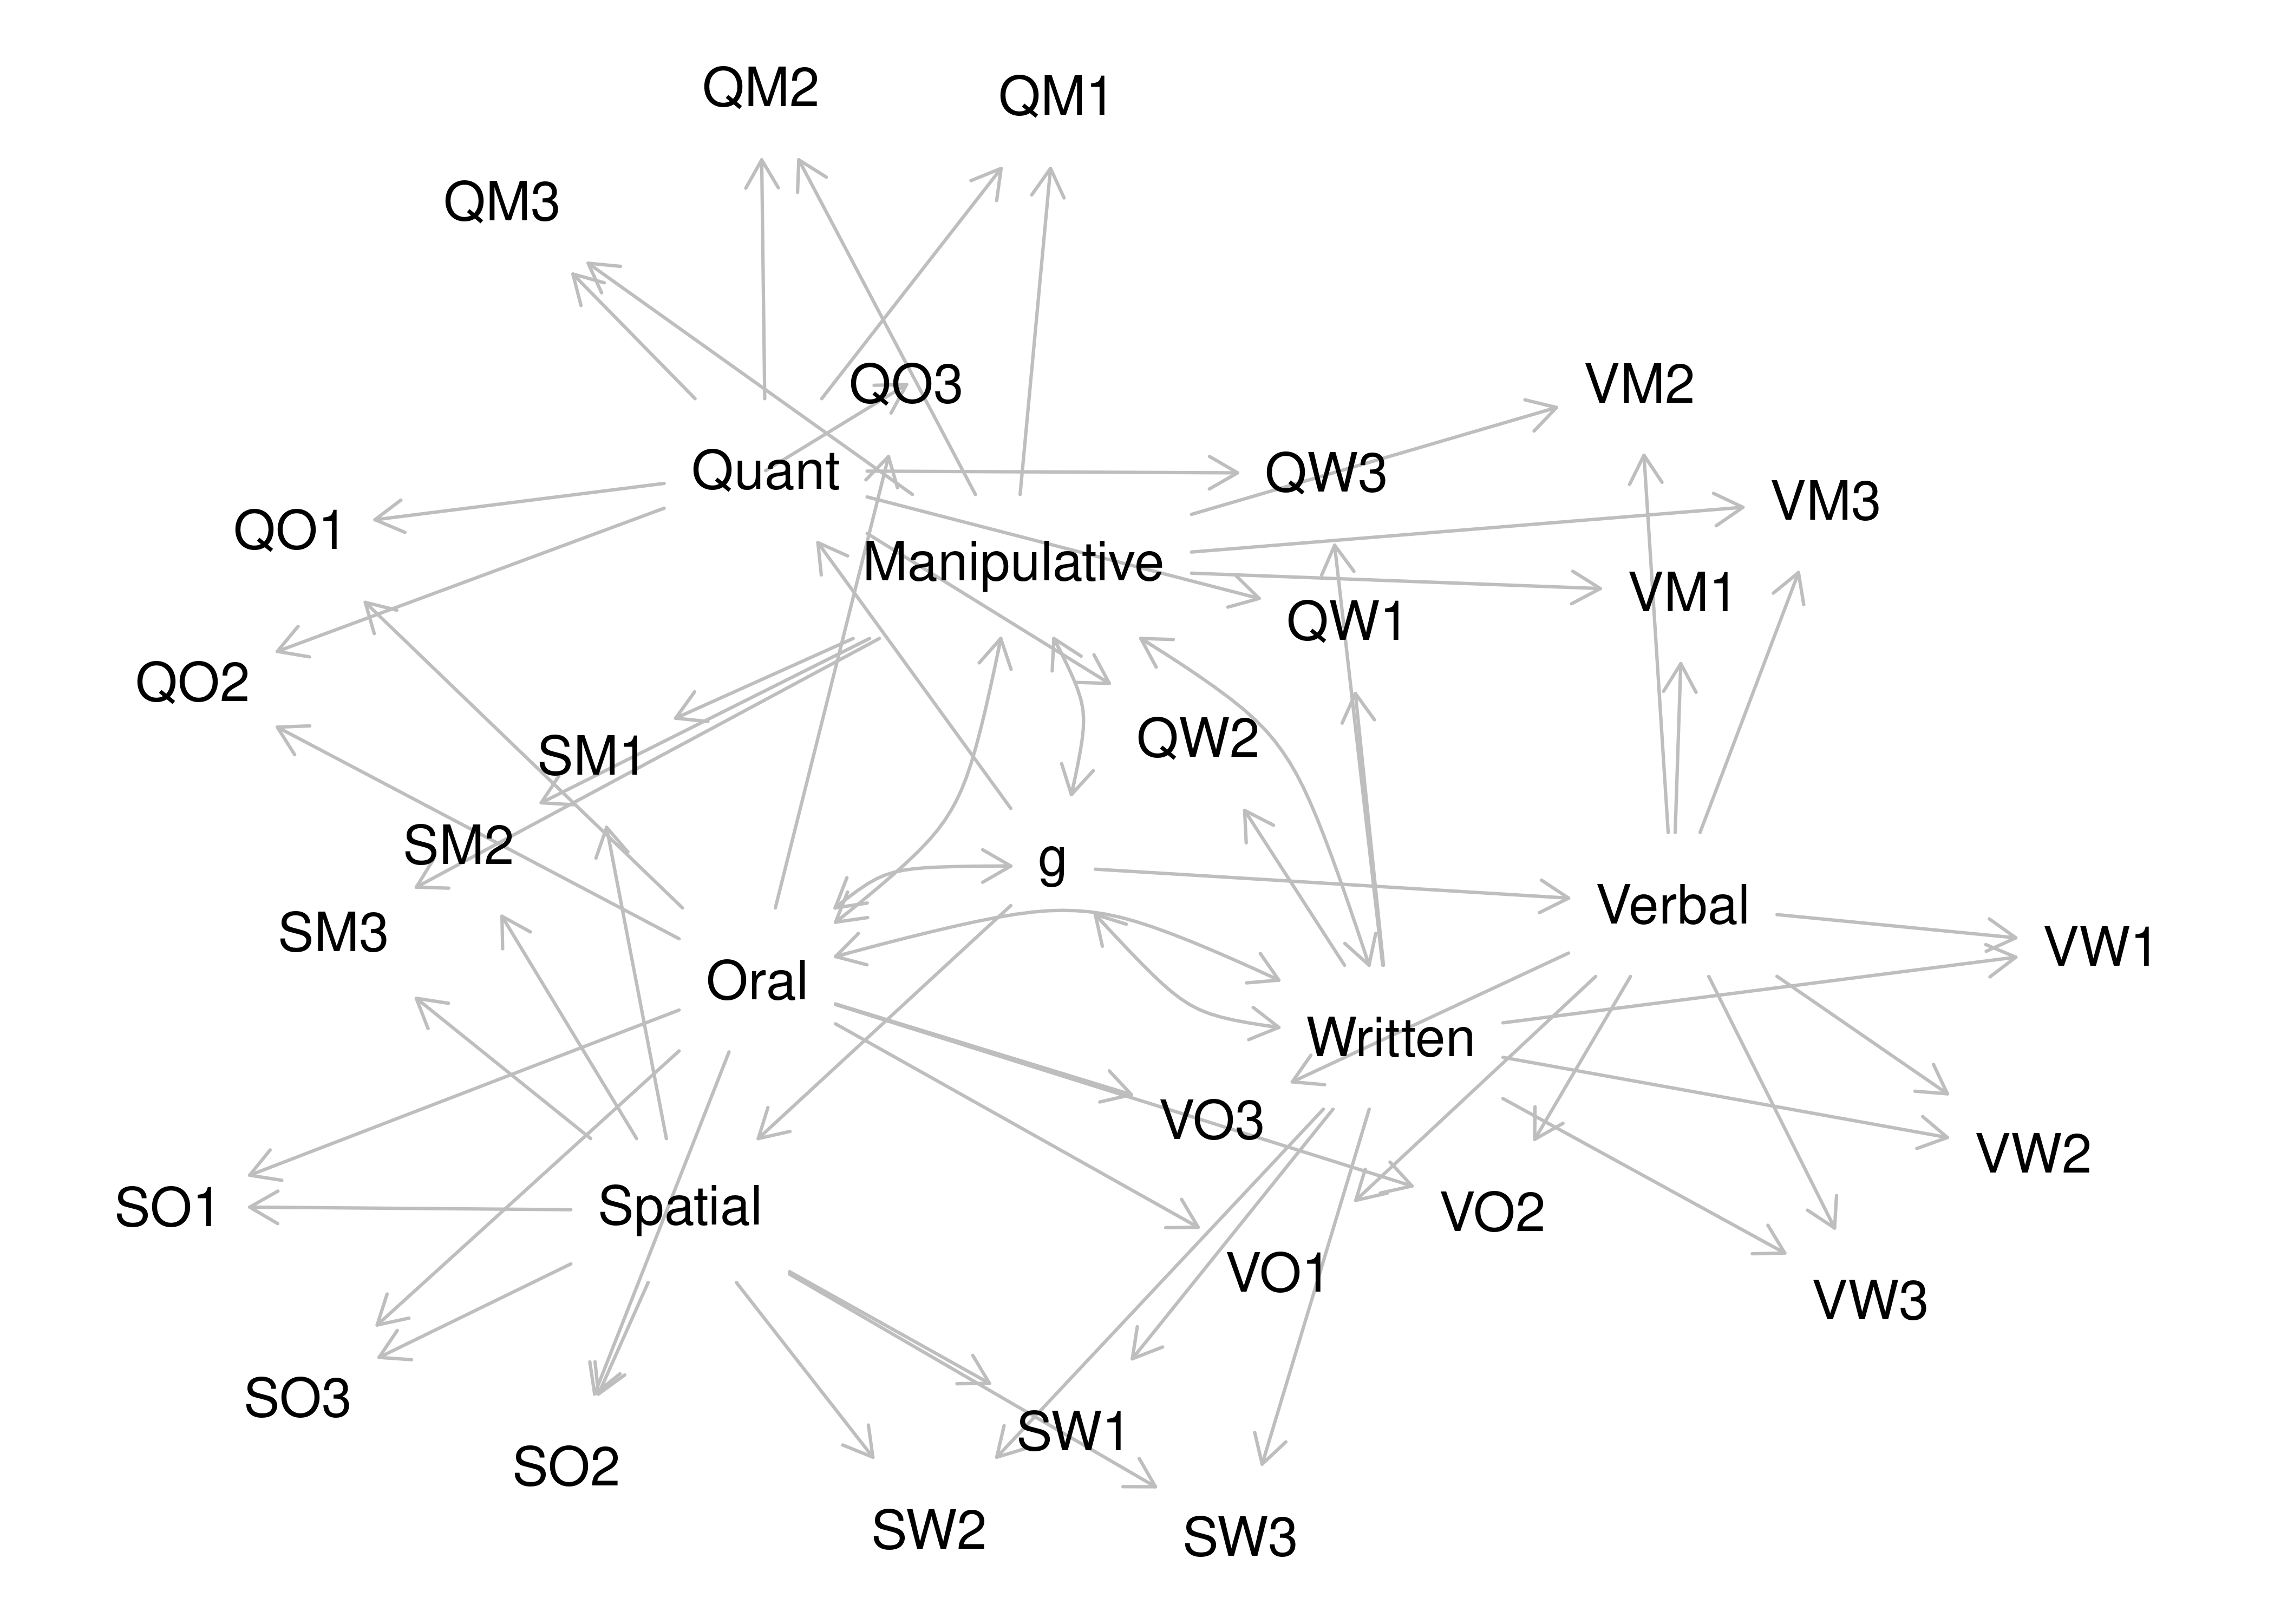 QM2
QM1
QM3
QO3
VM2
Quant
QW3
VM3
QO1
Manipulative
VM1
QW1
QO2
QW2
SM1
SM2
g
Verbal
SM3
VW1
Oral
Written
VO3
VW2
SO1
Spatial
VO2
VO1
VW3
SO3
SW1
SO2
SW2
SW3